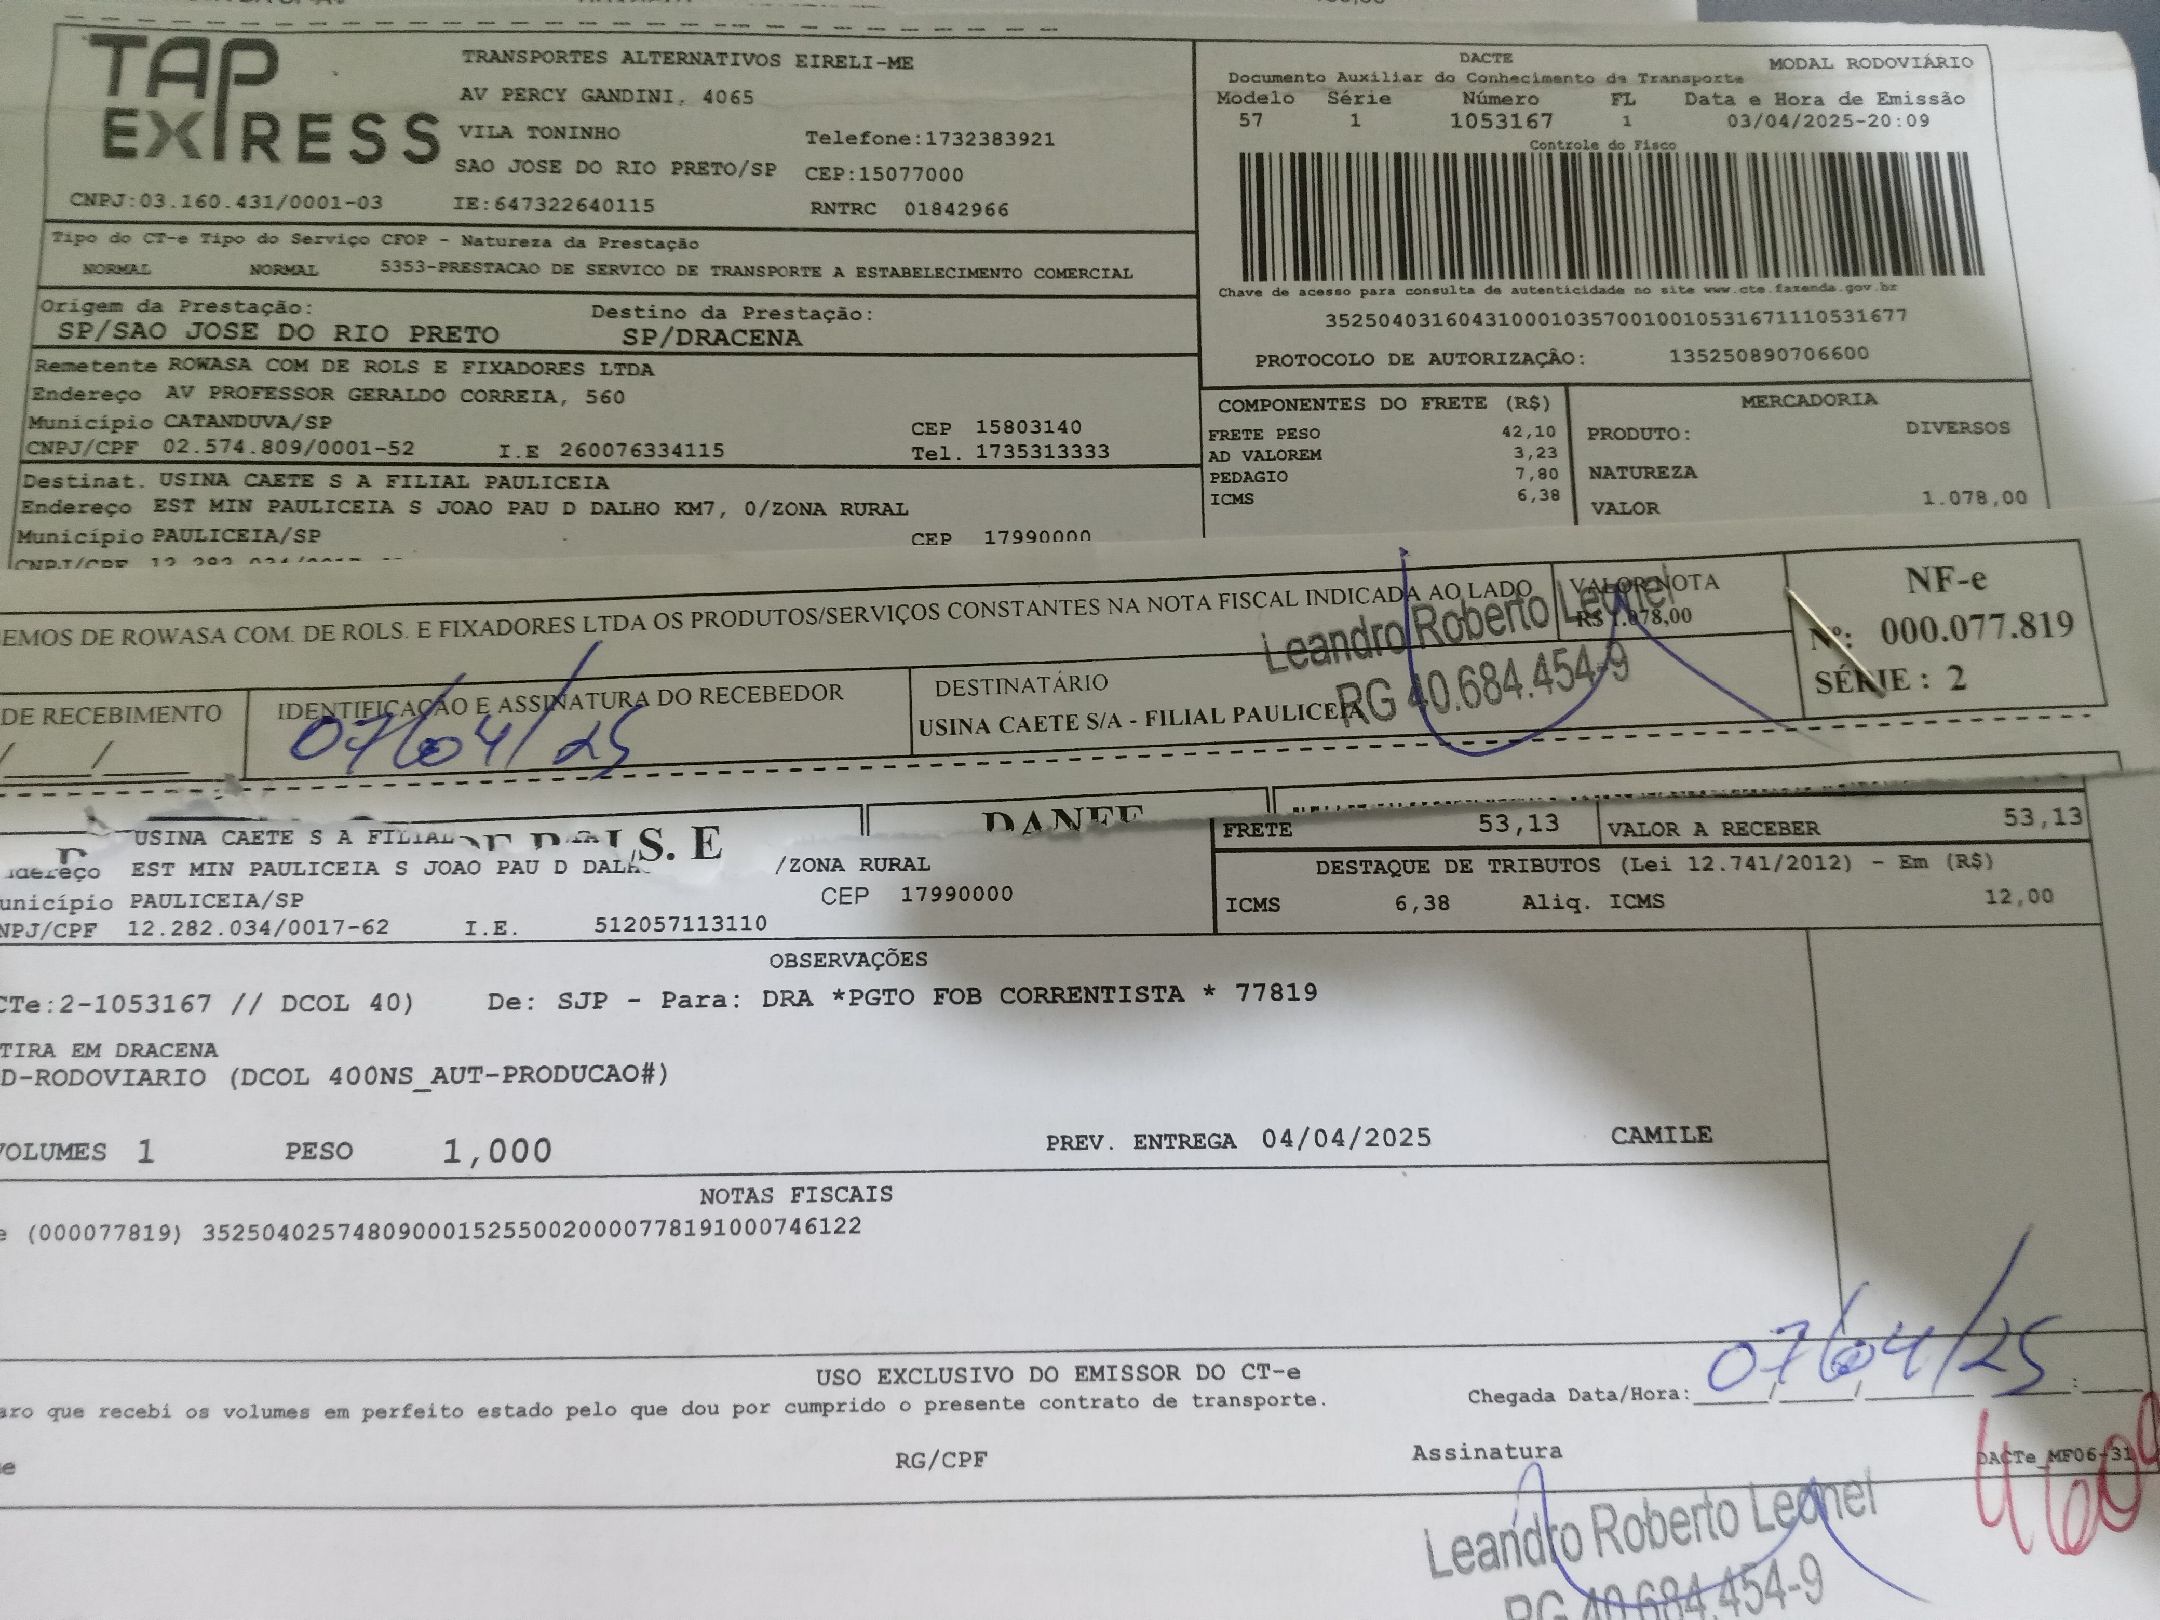 TAP EXPRESS
TRANSPORTES ALTERNATIVOS EIRELI-ME
AV PERCY GANDINI, 4065
VILA TONINHO Telefone:1732383921
SAO JOSE DO RIO PRETO/SP CEP:15077000
CNPJ:03.160.431/0001-03 IE:647322640115 RNTRC 01842966
DACTE MODAL RODOVIÁRIO
Documento Auxiliar do Conhecimento de Transporte
Modelo Série Número FL Data e Hora de Emissão
57 1 1053167 1 03/04/2025-20:09
Controle do Fisco
Chave de acesso para consulta de autenticidade no site www.cte.fazenda.gov.br
35250403160431000103570010010531671110531677
PROTOCOLO DE AUTORIZAÇÃO: 135250890706600
Tipo do CT-e Tipo do Serviço CFOP - Natureza da Prestação
NORMAL NORMAL 5353-PRESTACAO DE SERVICO DE TRANSPORTE A ESTABELECIMENTO COMERCIAL
Origem da Prestação: Destino da Prestação:
SP/SAO JOSE DO RIO PRETO SP/DRACENA
Remetente ROWASA COM DE ROLS E FIXADORES LTDA
Endereço AV PROFESSOR GERALDO CORREIA, 560
Município CATANDUVA/SP CEP 15803140
CNPJ/CPF 02.574.809/0001-52 I.E 260076334115 Tel. 1735313333
Destinat. USINA CAETE S A FILIAL PAULICEIA
Endereço EST MIN PAULICEIA S JOAO PAU D DALHO KM7, 0/ZONA RURAL
Município PAULICEIA/SP CEP 17990000
CNPJ/CPF 12.282.034/0017-
COMPONENTES DO FRETE (R$) MERCADORIA
FRETE PESO 42,10 PRODUTO: DIVERSOS
AD VALOREM 3,23
PEDAGIO 7,80 NATUREZA
ICMS 6,38 VALOR 1.078,00
EMOS DE ROWASA COM. DE ROLS. E FIXADORES LTDA OS PRODUTOS/SERVIÇOS CONSTANTES NA NOTA FISCAL INDICADA AO LADO
VALOR NOTA
R$ 1.078,00
NF-e
Nº: 000.077.819
SÉRIE : 2
Leandro Roberto Leonel
RG 40.684.454-9
DE RECEBIMENTO IDENTIFICAÇÃO E ASSINATURA DO RECEBEDOR DESTINATÁRIO
USINA CAETE S/A - FILIAL PAULICEIA
07/04/25
DANFE
S. E
USINA CAETE S A FILIAL
FRETE 53,13 VALOR A RECEBER 53,13
dereço EST MIN PAULICEIA S JOAO PAU D DALH /ZONA RURAL
unicípio PAULICEIA/SP CEP 17990000
NPJ/CPF 12.282.034/0017-62 I.E. 512057113110
DESTAQUE DE TRIBUTOS (Lei 12.741/2012) - Em (R$)
ICMS 6,38 Aliq. ICMS 12,00
OBSERVAÇÕES
CTe:2-1053167 // DCOL 40) De: SJP - Para: DRA *PGTO FOB CORRENTISTA * 77819
TIRA EM DRACENA
D-RODOVIARIO (DCOL 400NS_AUT-PRODUCAO#)
VOLUMES 1 PESO 1,000 PREV. ENTREGA 04/04/2025 CAMILE
NOTAS FISCAIS
e (000077819) 35250402574809000152550020000778191000746122
USO EXCLUSIVO DO EMISSOR DO CT-e
aro que recebi os volumes em perfeito estado pelo que dou por cumprido o presente contrato de transporte.
Chegada Data/Hora: 07/04/25
RG/CPF Assinatura DACTe_MF06-31
Leandro Roberto Leonel
RG 40.684.454-9